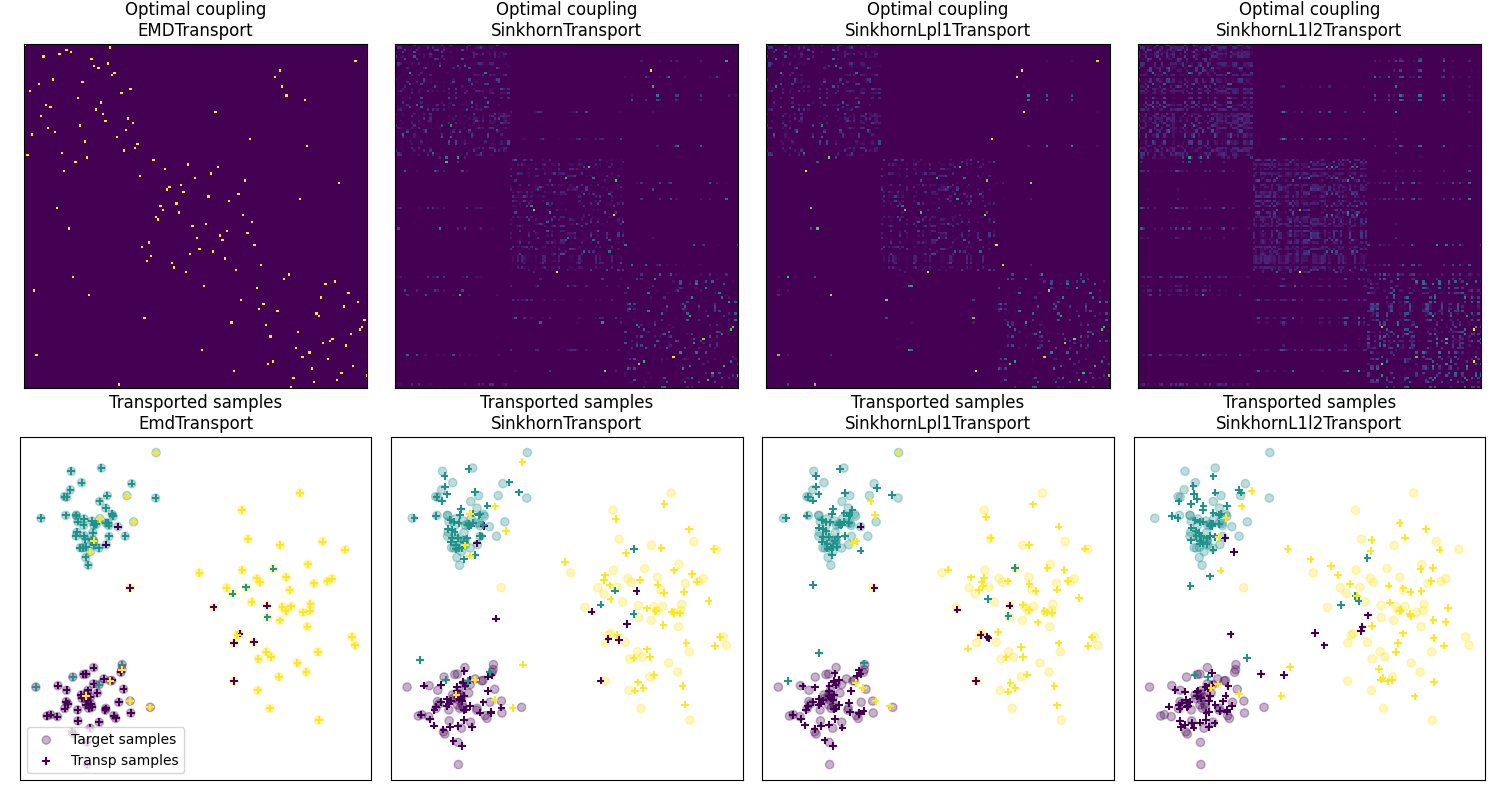 Optimal coupling
EMDTransport
Optimal coupling
SinkhornTransport
Optimal coupling
SinkhornLpl1Transport
Optimal coupling
SinkhornL1l2Transport
Transported samples
EmdTransport
Transported samples
SinkhornTransport
Transported samples
SinkhornLpl1Transport
Transported samples
SinkhornL1l2Transport
Target samples
Transp samples